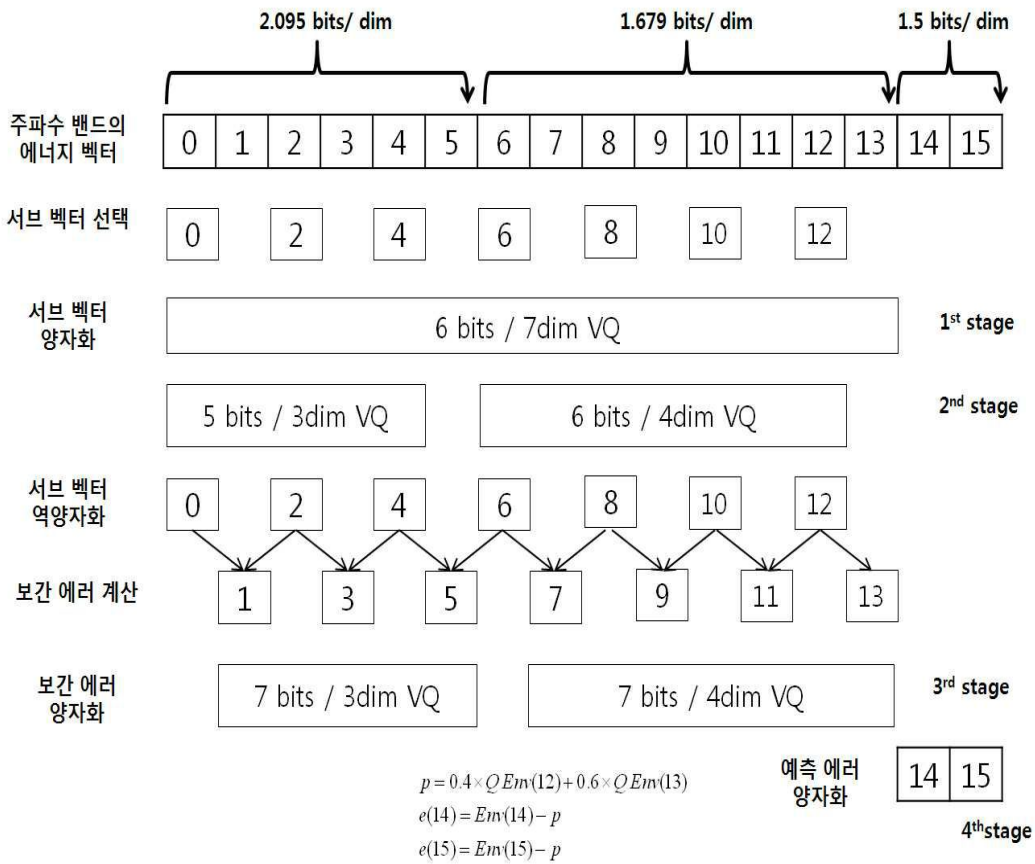 2.095 bits/ dim 1.679 bits/ dim 1.5 bits/ dim
주파수 밴드의
에너지 벡터
0 1 2 3 4 5 6 7 8 9 10 11 12 13 14 15
서브 벡터 선택
0 2 4 6 8 10 12
서브 벡터
양자화
6 bits / 7dim VQ
1st stage
5 bits / 3dim VQ 6 bits / 4dim VQ
2nd stage
서브 벡터
역양자화
0 2 4 6 8 10 12
보간 에러 계산
1 3 5 7 9 11 13
보간 에러
양자화
7 bits / 3dim VQ 7 bits / 4dim VQ
3rd stage
예측 에러
양자화
14 15
4thstage
p = 0.4 × QEnv(12) + 0.6 × QEnv(13)
e(14) = Env(14) − p
e(15) = Env(15) − p